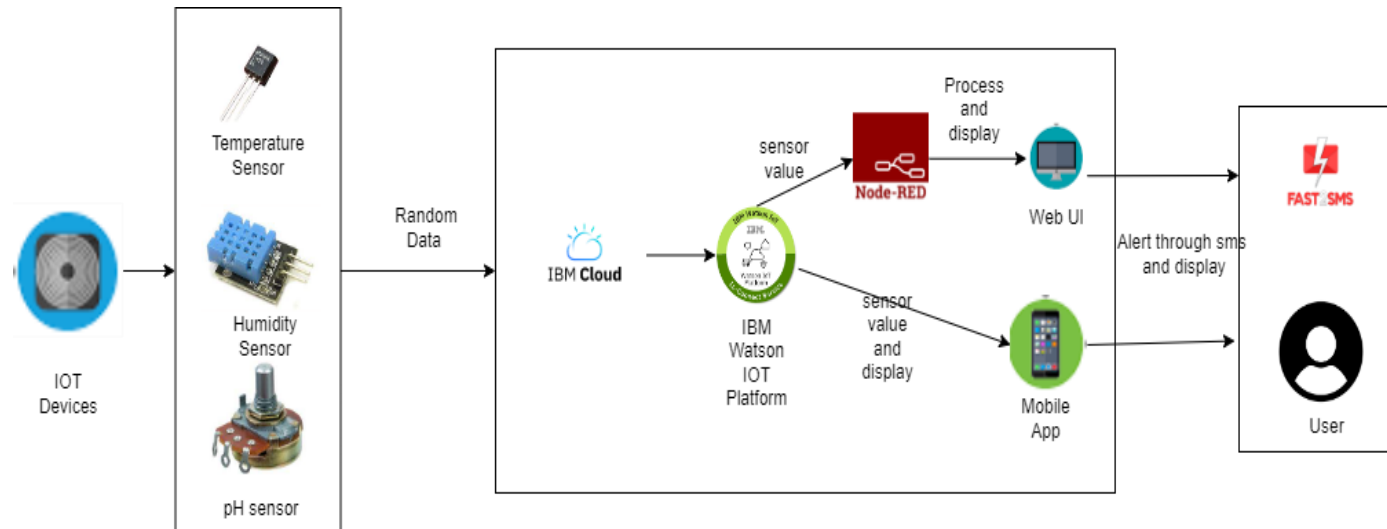 IOT
Devices
Temperature
Sensor
Humidity
Sensor
pH sensor
Random
Data
IBM Cloud
IBM
IBM
Watson
IOT
Platform
sensor
value
Node-RED
Process
and
display
Web UI
sensor
value
and
display
Mobile
App
Alert through sms
and display
FAST2SMS
User